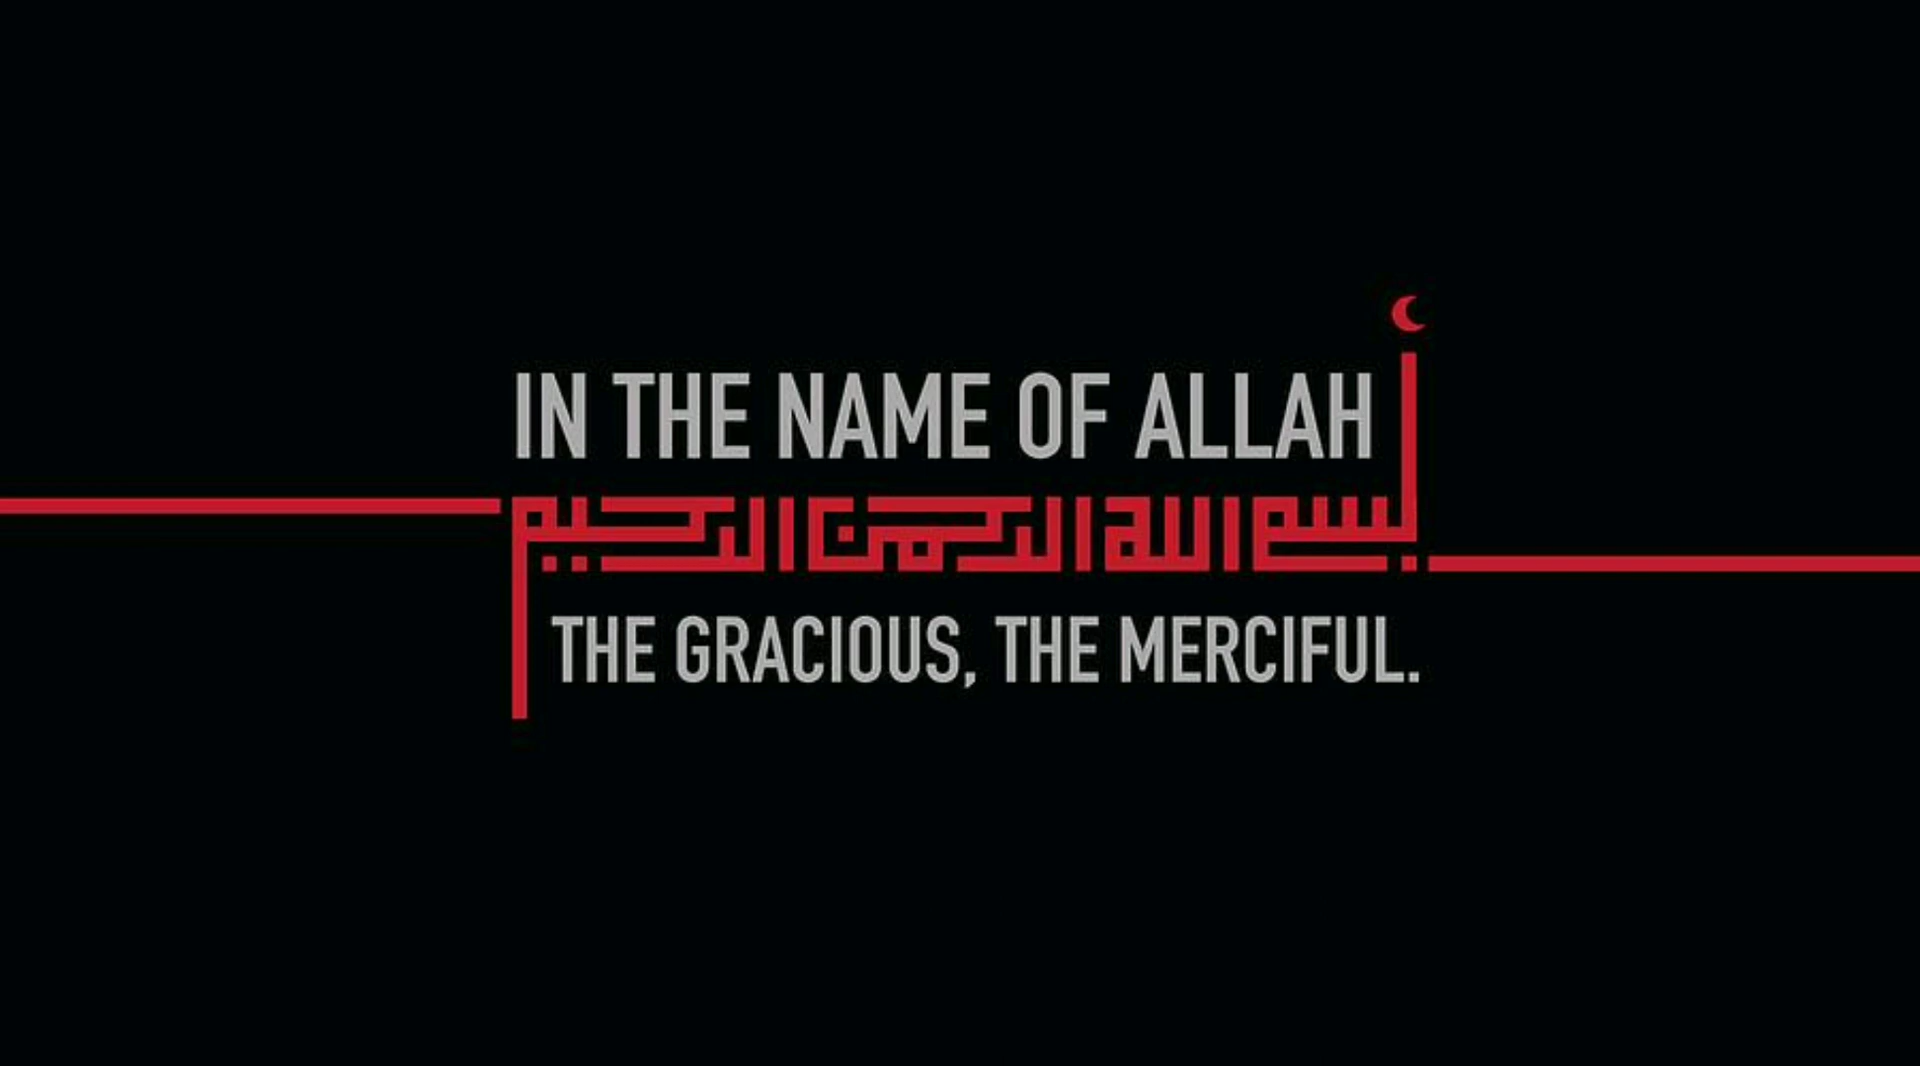 IN THE NAME OF ALLAH
بسم الله الرحمن الرحيم
THE GRACIOUS, THE MERCIFUL.